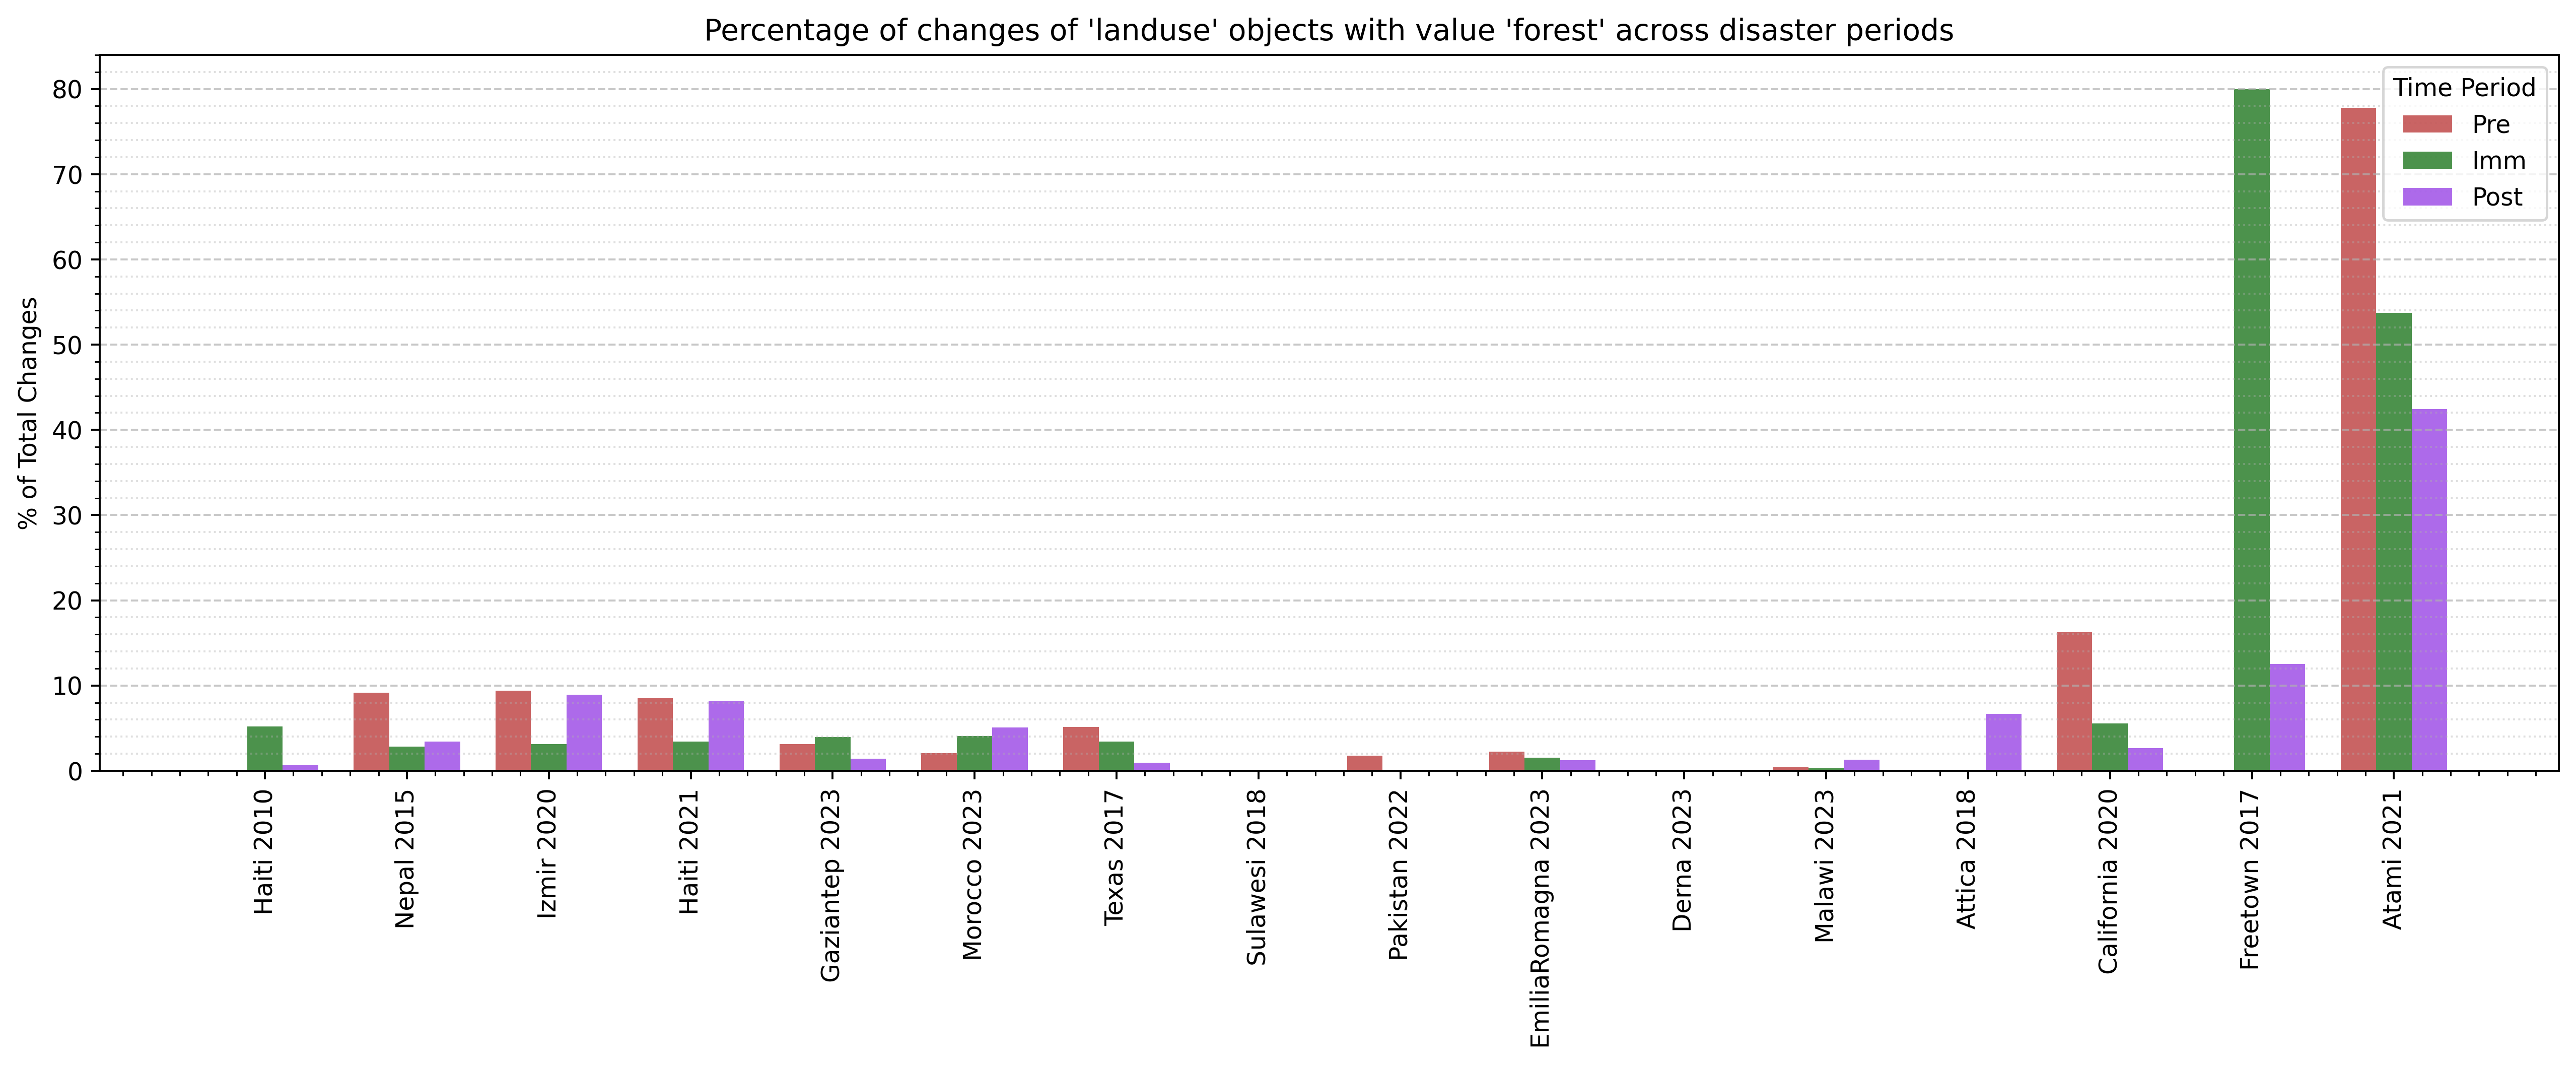 Percentage of changes of 'landuse' objects with value 'forest' across disaster periods
% of Total Changes
80
70
60
50
40
30
20
10
0
Time Period
Pre
Imm
Post
Haiti 2010
Nepal 2015
Izmir 2020
Haiti 2021
Gaziantep 2023
Morocco 2023
Texas 2017
Sulawesi 2018
Pakistan 2022
EmiliaRomagna 2023
Derna 2023
Malawi 2023
Attica 2018
California 2020
Freetown 2017
Atami 2021